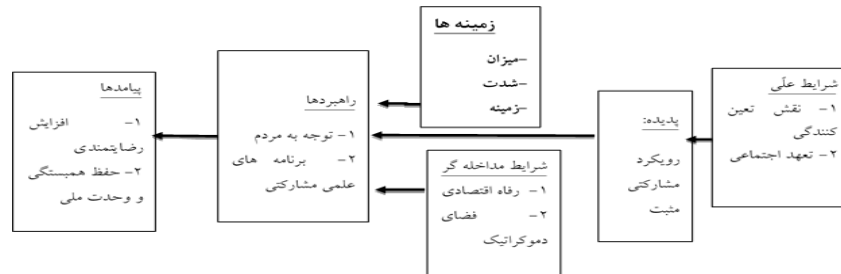 شرایط علّی
۱- نقش تعین
کنندگی
۲- تعهد اجتماعی
پدیده:
رویکرد
مشارکتی
مثبت
زمینه ها
-میزان
-شدت
-زمینه
شرایط مداخله گر
۱- رفاه اقتصادی
۲- فضای
دموکراتیک
راهبردها
۱- توجه به مردم
۲- برنامه های
علمی مشارکتی
پیامدها
۱- افزایش
رضایتمندی
۲- حفظ همبستگی
و وحدت ملی